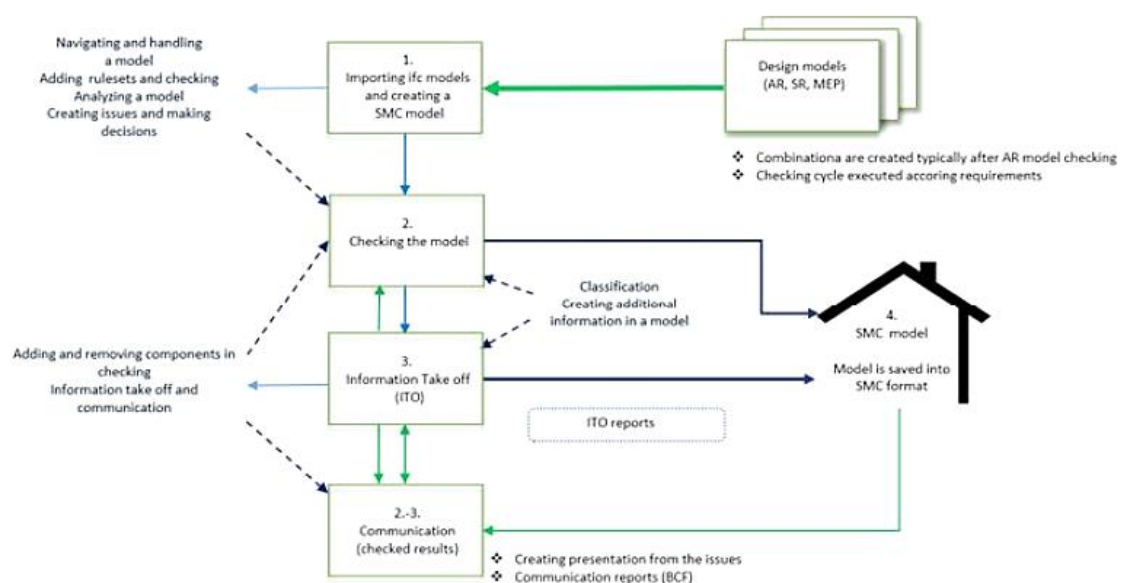 Navigating and handling
a model
Adding rulesets and checking
Analyzing a model
Creating issues and making
decisions
1.
Importing ifc models
and creating a
SMC model
Design models
(AR, SR, MEP)
❖ Combinationa are created typically after AR model checking
❖ Checking cycle executed accoring requirements
2.
Checking the model
Classification
Creating additional
information in a model
4.
SMC model
Model is saved into
SMC format
Adding and removing components in
checking
Information take off and
communication
3.
Information Take off
(ITO)
ITO reports
2.-3.
Communication
(checked results)
❖ Creating presentation from the issues
❖ Communication reports (BCF)